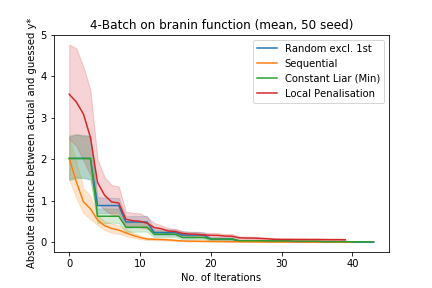 4-Batch on branin function (mean, 50 seed)
Absolute distance betweem actual and guessed y*
5
4
3
2
1
0
Random excl. 1st
Sequential
Constant Liar (Min)
Local Penalisation
0 10 20 30 40
No. of Iterations